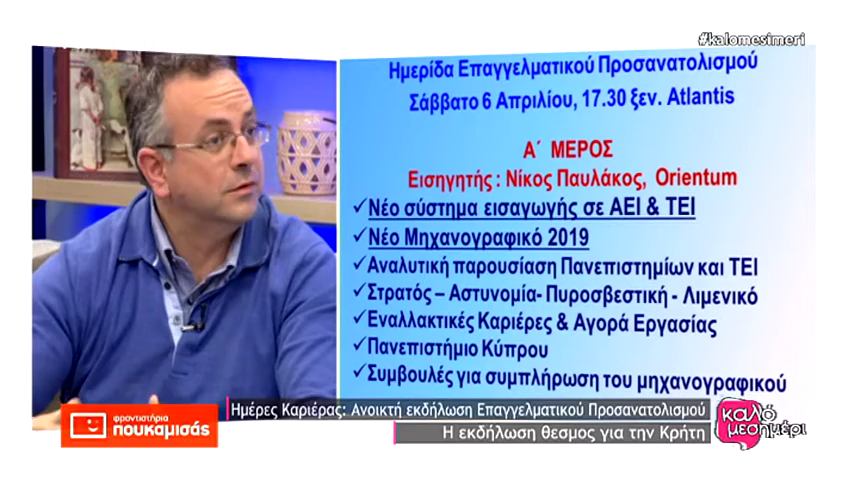 #kalomesimeri
Ημερίδα Επαγγελματικού Προσανατολισμού
Σάββατο 6 Απριλίου, 17.30 ξεν. Atlantis
Α΄ ΜΕΡΟΣ
Εισηγητής : Νίκος Παυλάκος, Orientum
✓Νέο σύστημα εισαγωγής σε ΑΕΙ & ΤΕΙ
✓Νέο Μηχανογραφικό 2019
✓Αναλυτική παρουσίαση Πανεπιστημίων και ΤΕΙ
✓Στρατός – Αστυνομία- Πυροσβεστική - Λιμενικό
✓Εναλλακτικές Καριέρες & Αγορά Εργασίας
✓Πανεπιστήμιο Κύπρου
✓Συμβουλές για συμπλήρωση του μηχανογραφικού
φροντιστήρια
πουκαμισάς
Ημέρες Καριέρας: Ανοικτή εκδήλωση Επαγγελματικού Προσανατολισμού
Η εκδήλωση θεσμος για την Κρήτη
καλό
μεσημέρι